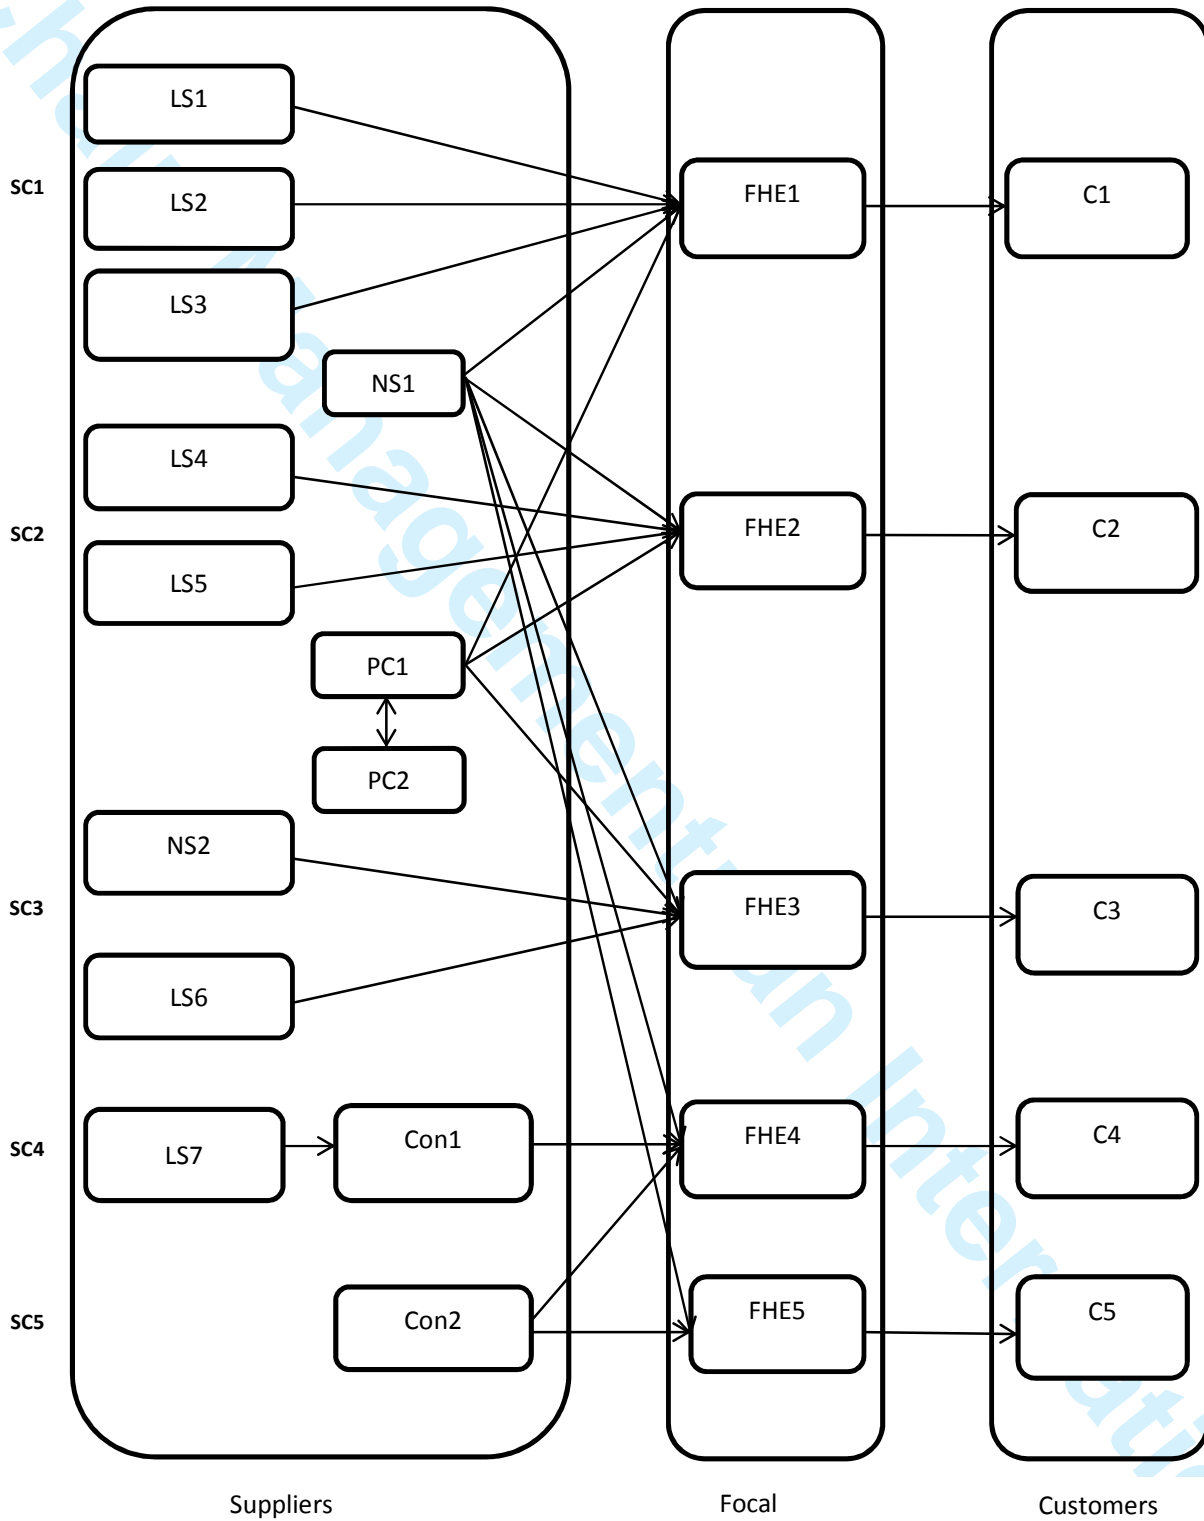 LS1
SC1
LS2
FHE1
C1
LS3
NS1
LS4
SC2
FHE2
C2
LS5
PC1
PC2
NS2
SC3
FHE3
C3
LS6
SC4
LS7
Con1
FHE4
C4
SC5
Con2
FHE5
C5
Suppliers
Focal
Customers